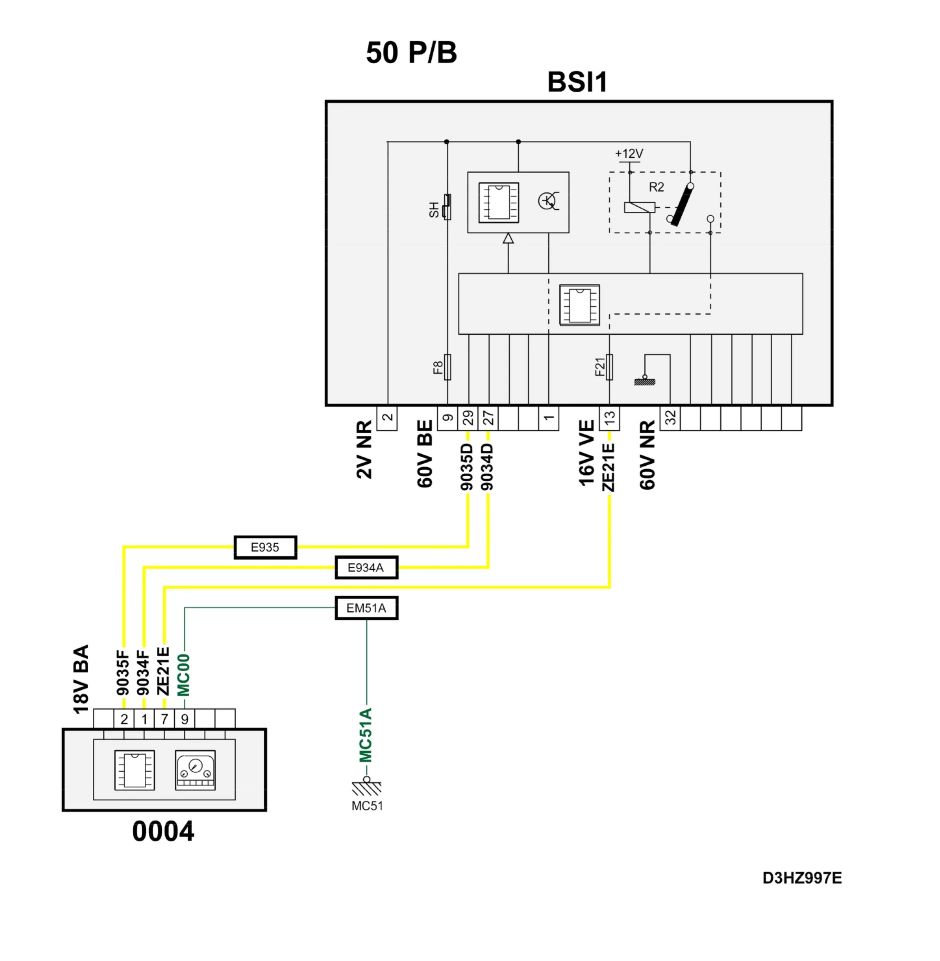 50 P/B
BSI1
+12V
R2
SH
F8
F21
2
9
29
27
1
13
32
2V NR
60V BE
9035D
9034D
16V VE
ZE21E
60V NR
E935
E934A
EM51A
18V BA
9035F
9034F
ZE21E
MC00
MC51A
2
1
7
9
MC51
0004
D3HZ997E